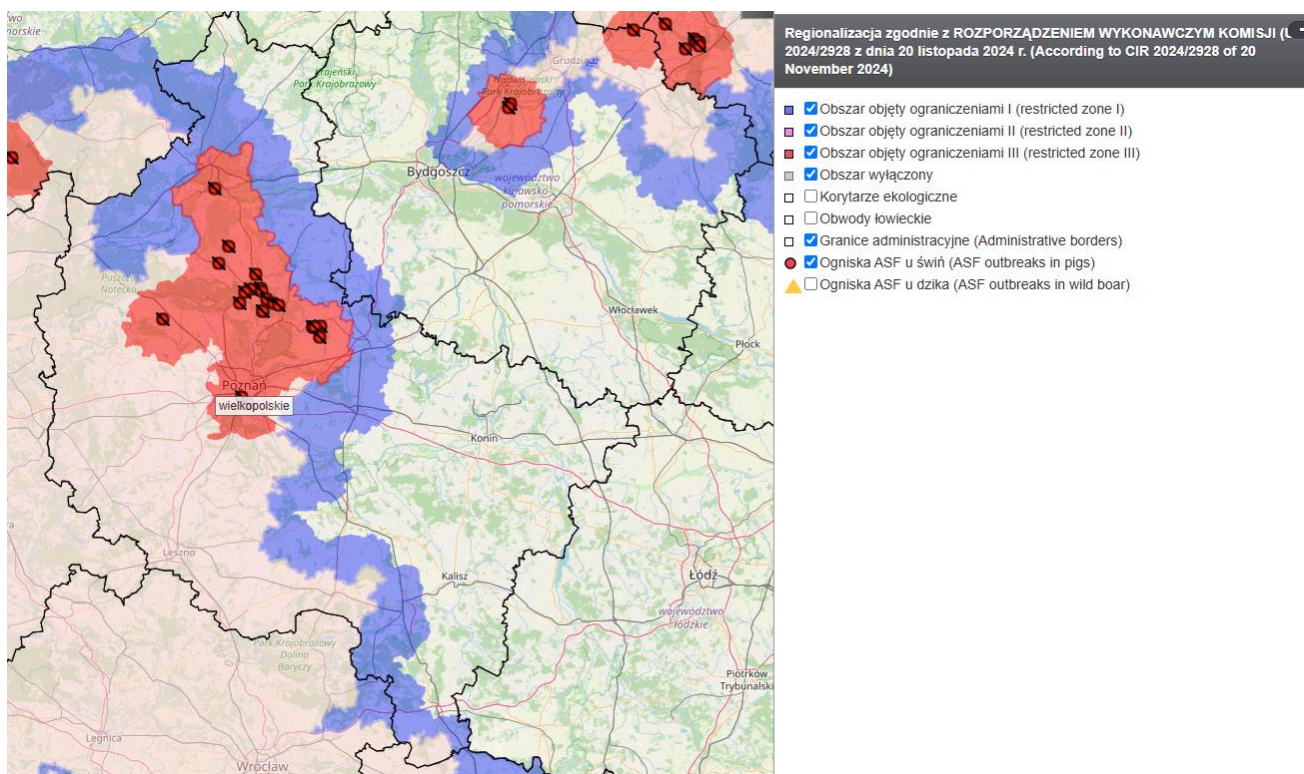 two
morskie
Krajeński
Park Krajobrazowy
Grudziądz
Nadwiślański
Park Krajobrazowy
Bydgoszcz
województwo
kujawsko-
pomorskie
Puszcza
Notecka
Włocławek
Płock
Poznań
wielkopolskie
Konin
Leszno
Kalisz
Łódź
województwo
łódzkie
Park Krajobrazowy
Dolina
Baryczy
Piotrków
Trybunalski
Legnica
Wrocław
Regionalizacja zgodnie z ROZPORZĄDZENIEM WYKONAWCZYM KOMISJI (U
2024/2928 z dnia 20 listopada 2024 r. (According to CIR 2024/2928 of 20
November 2024)
Obszar objęty ograniczeniami I (restricted zone I)
Obszar objęty ograniczeniami II (restricted zone II)
Obszar objęty ograniczeniami III (restricted zone III)
Obszar wyłączony
Korytarze ekologiczne
Obwody łowieckie
Granice administracyjne (Administrative borders)
Ogniska ASF u świń (ASF outbreaks in pigs)
Ogniska ASF u dzika (ASF outbreaks in wild boar)